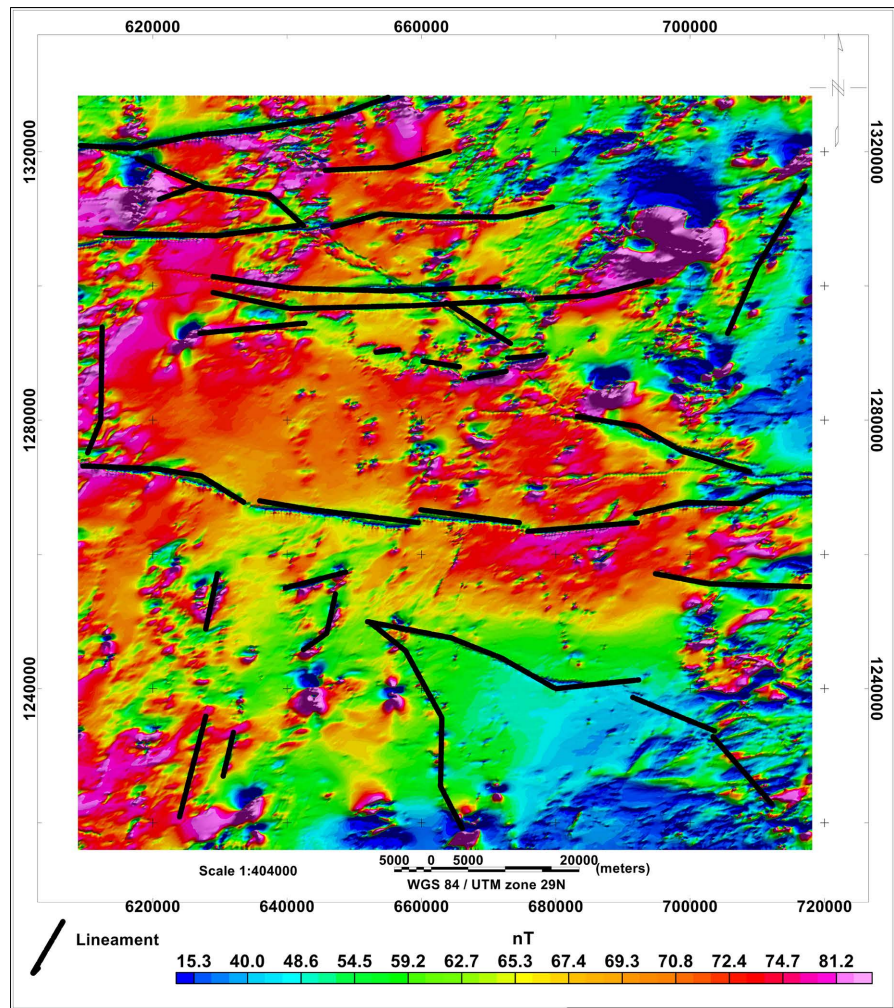 620000 660000 700000
1320000 1320000
1280000 1280000
1240000 1240000
Scale 1:404000
5000 0 5000 20000 (meters)
WGS 84 / UTM zone 29N
620000 640000 660000 680000 700000 720000
Lineament
nT
15.3 40.0 48.6 54.5 59.2 62.7 65.3 67.4 69.3 70.8 72.4 74.7 81.2